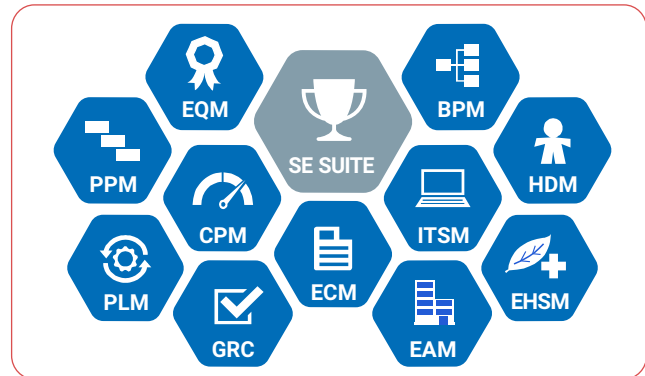 EQM
BPM
SE SUITE
PPM
HDM
CPM
ITSM
PLM
ECM
EHSM
GRC
EAM